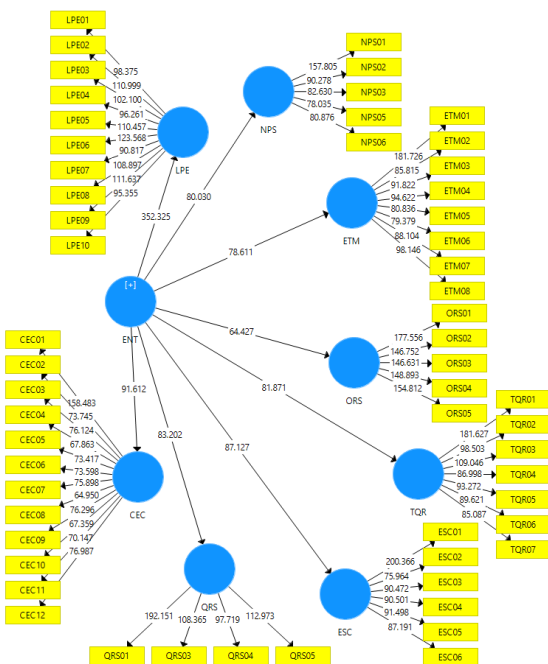 LPE01
LPE02
LPE03
LPE04
LPE05
LPE06
LPE07
LPE08
LPE09
LPE10
98.375
110.999
102.100
96.261
110.457
123.568
90.817
108.897
111.637
95.355
LPE
352.325
NPS01
NPS02
NPS03
NPS05
NPS06
157.805
90.278
82.630
78.035
80.876
NPS
80.030
ETM01
ETM02
ETM03
ETM04
ETM05
ETM06
ETM07
ETM08
181.726
85.815
91.822
94.622
80.836
79.379
88.104
98.146
ETM
78.611
[+]
ENT
ORS01
ORS02
ORS03
ORS04
ORS05
177.556
146.752
146.631
148.893
154.812
ORS
64.427
TQR01
TQR02
TQR03
TQR04
TQR05
TQR06
TQR07
181.627
98.503
109.046
86.998
93.272
89.621
85.087
TQR
81.871
CEC01
CEC02
CEC03
CEC04
CEC05
CEC06
CEC07
CEC08
CEC09
CEC10
CEC11
CEC12
158.483
73.745
76.124
67.863
73.417
73.598
75.898
64.950
76.296
67.359
70.147
76.987
CEC
91.612
83.202
QRS
192.151
108.365
97.719
112.973
QRS01
QRS03
QRS04
QRS05
87.127
ESC
200.366
75.964
90.472
90.501
91.498
87.191
ESC01
ESC02
ESC03
ESC04
ESC05
ESC06